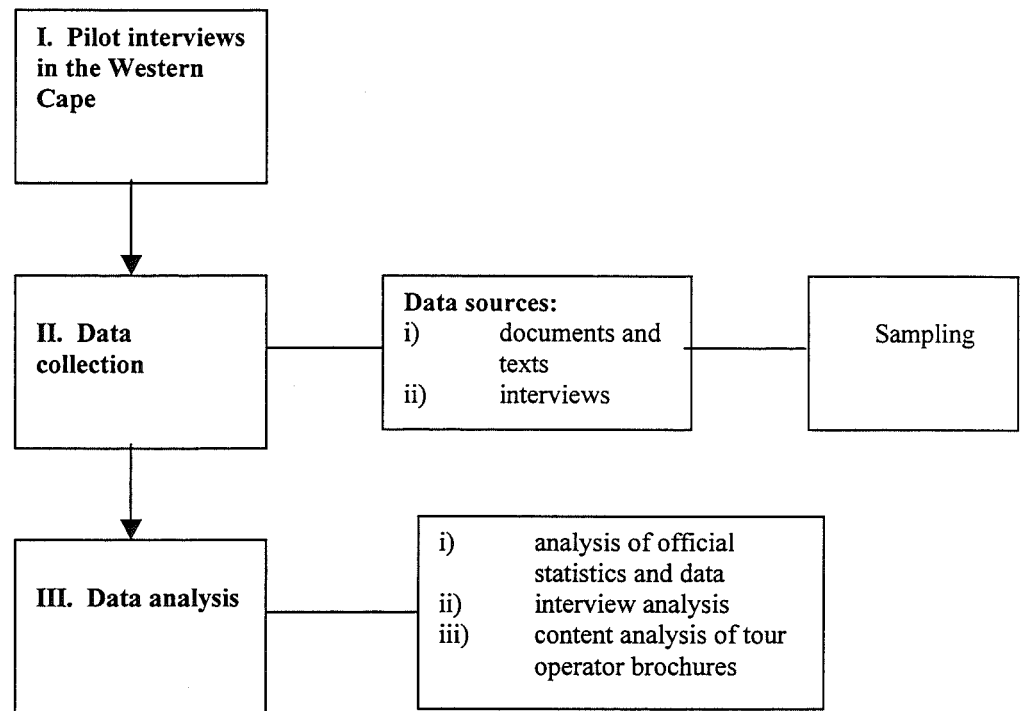 I. Pilot interviews
in the Western
Cape
II. Data
collection
Data sources:
i) documents and
texts
ii) interviews
Sampling
III. Data analysis
i) analysis of official
statistics and data
ii) interview analysis
iii) content analysis of tour
operator brochures